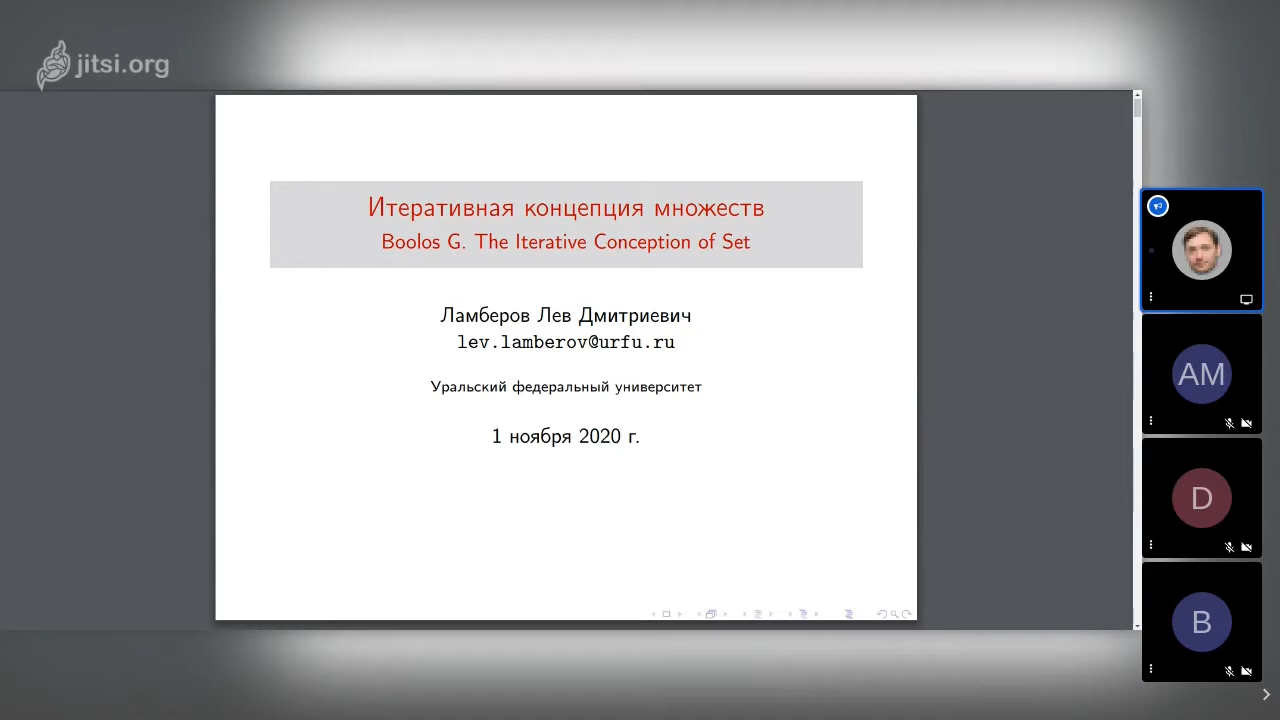 jitsi.org
Итеративная концепция множеств
Boolos G. The Iterative Conception of Set
Ламберов Лев Дмитриевич
lev.lamberov@urfu.ru
Уральский федеральный университет
1 ноября 2020 г.
AM
D
B